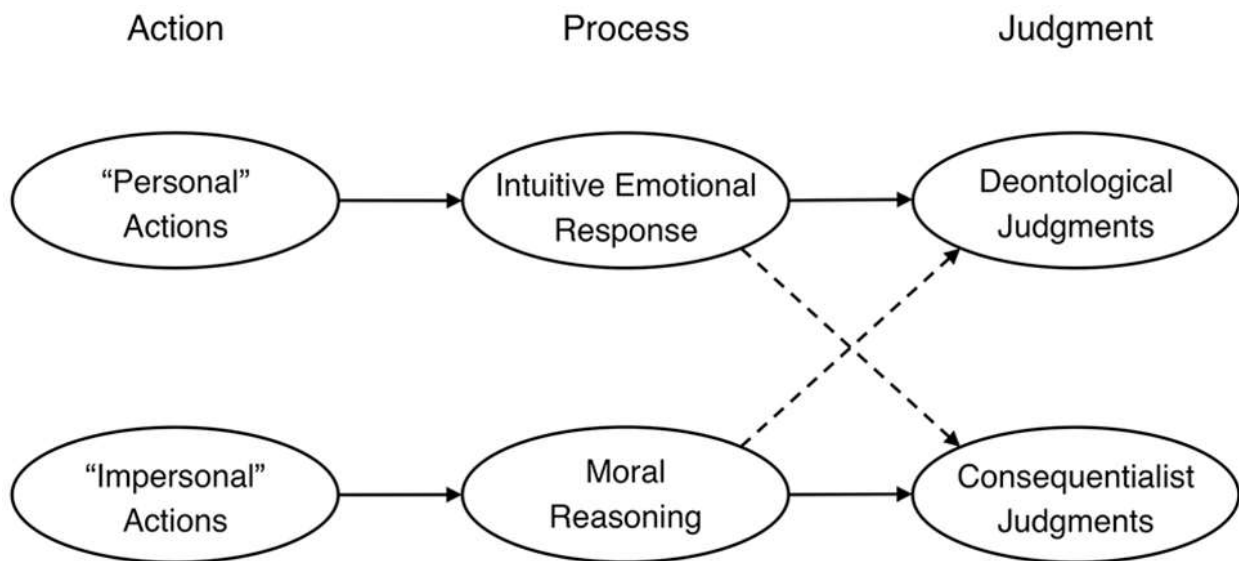 Action
Process
Judgment
“Personal”
Actions
Intuitive Emotional
Response
Deontological
Judgments
“Impersonal”
Actions
Moral
Reasoning
Consequentialist
Judgments